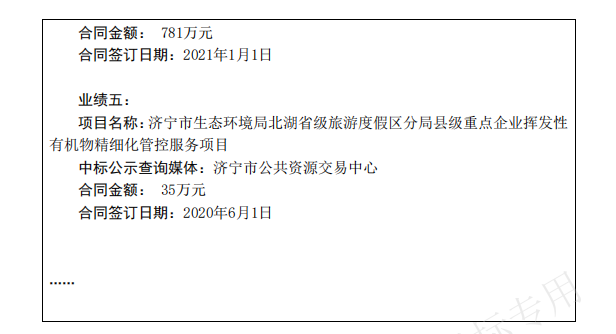 合同金额： 781万元
合同签订日期：2021年1月1日
业绩五：
项目名称：济宁市生态环境局北湖省级旅游度假区分局县级重点企业挥发性
有机物精细化管控服务项目
中标公示查询媒体：济宁市公共资源交易中心
合同金额： 35万元
合同签订日期：2020年6月1日
......
标专用